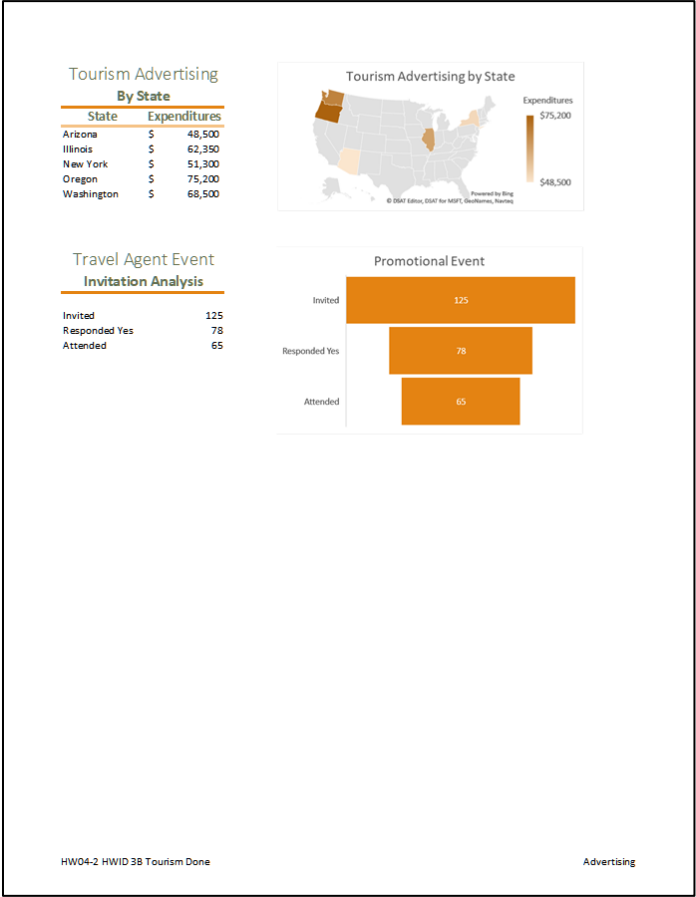 Tourism Advertising
By State
State Expenditures
Arizona $ 48,500
Illinois $ 62,350
New York $ 51,300
Oregon $ 75,200
Washington $ 68,500
Tourism Advertising by State
Expenditures
$75,200
$48,500
Powered by Bing
© DSAT Editor, DSAT for MSFT, GeoNames, Navteq
Travel Agent Event
Invitation Analysis
Invited 125
Responded Yes 78
Attended 65
Promotional Event
Invited 125
Responded Yes 78
Attended 65
HW04-2 HWID 3B Tourism Done Advertising